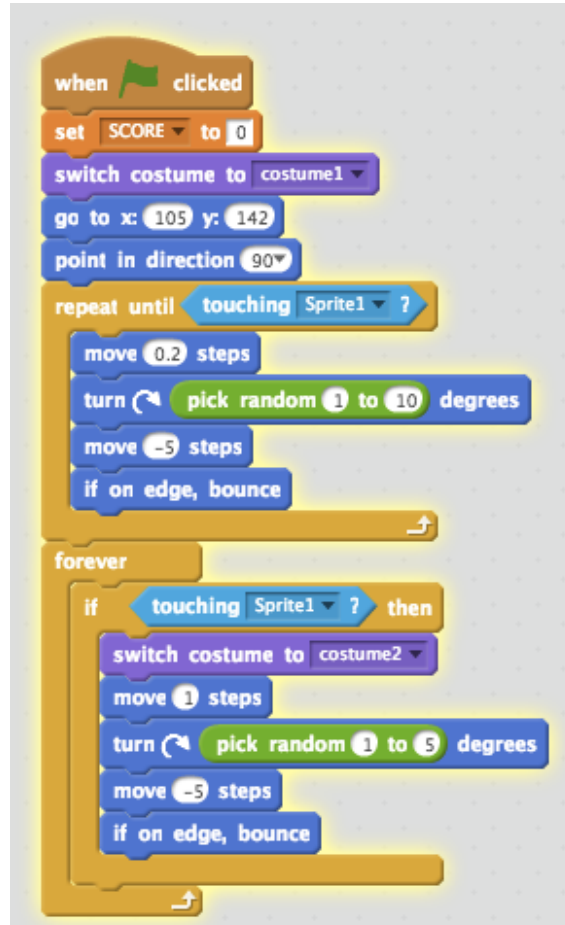 when clicked
set SCORE to 0
switch costume to costume1
go to x: 105 y: 142
point in direction 90
repeat until touching Sprite1 ?
move 0.2 steps
turn pick random 1 to 10 degrees
move -5 steps
if on edge, bounce
forever
if touching Sprite1 ? then
switch costume to costume2
move 1 steps
turn pick random 1 to 5 degrees
move -5 steps
if on edge, bounce